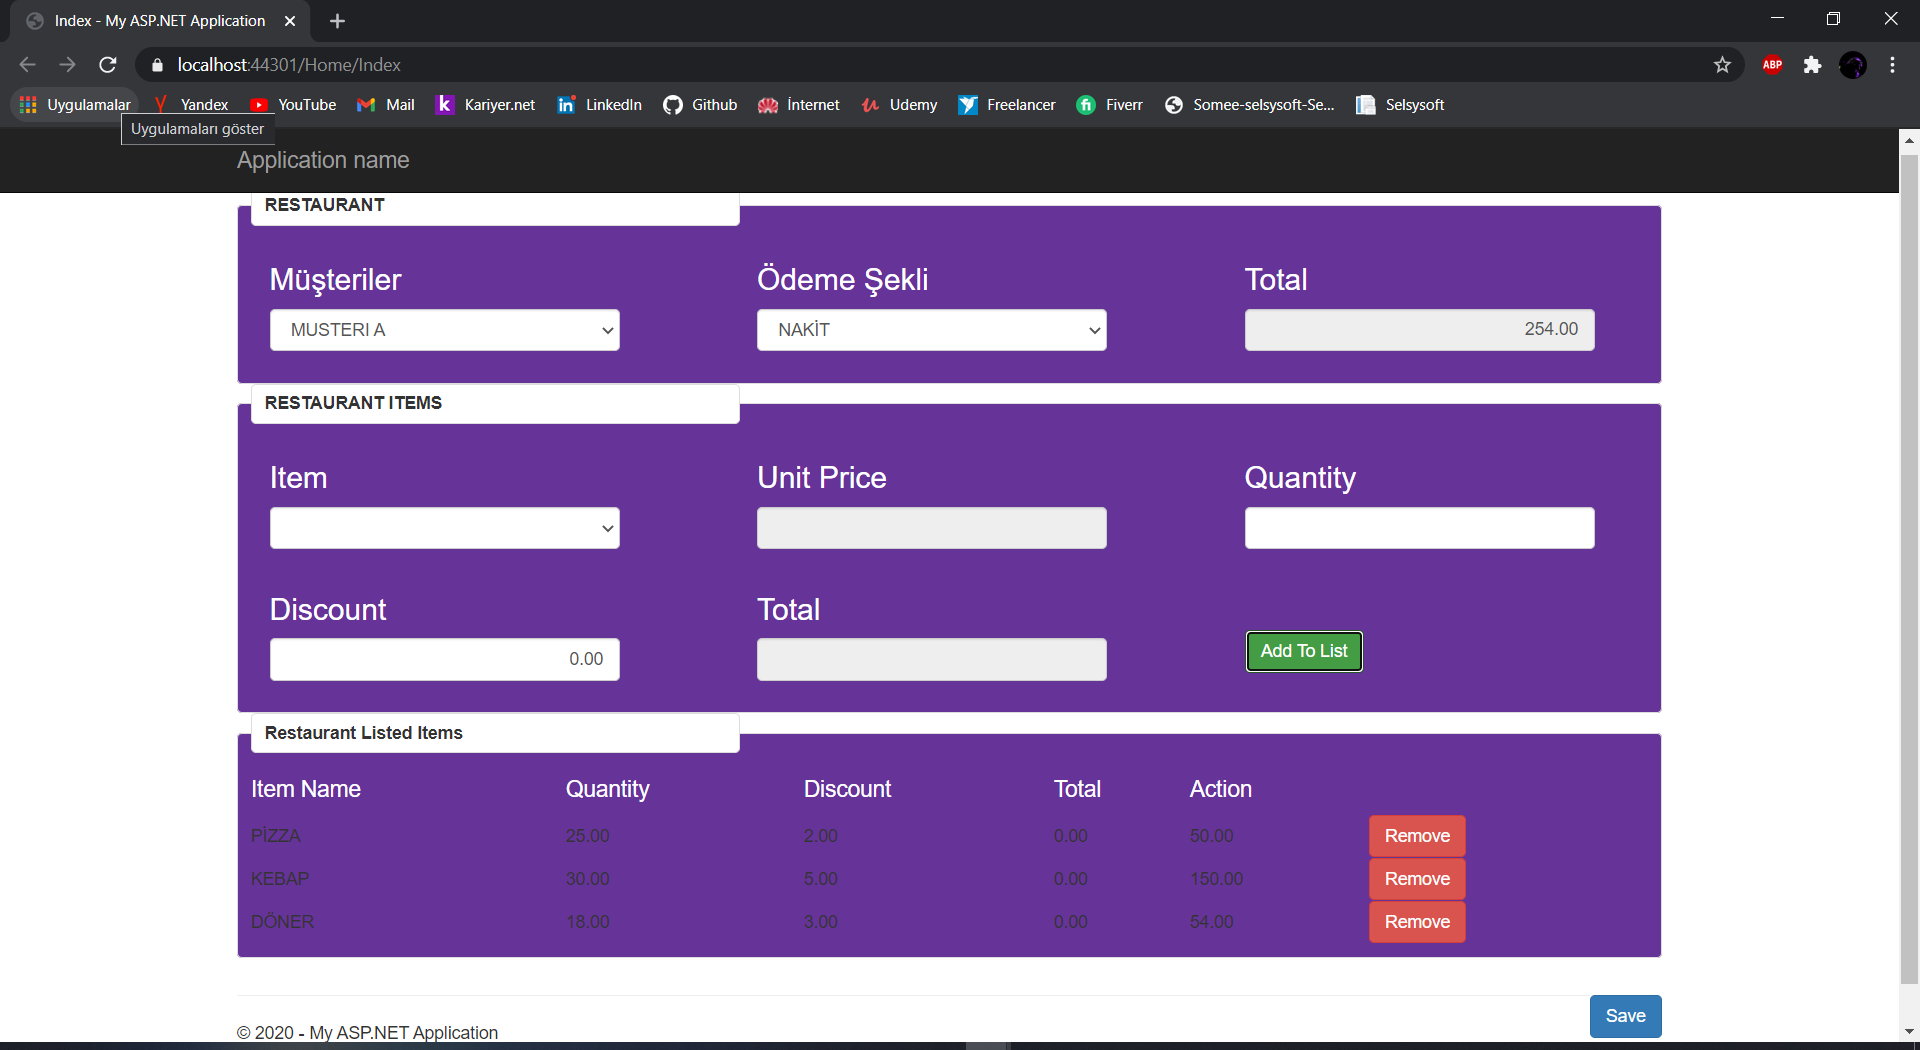 Index - My ASP.NET Application
localhost:44301/Home/Index
ABP
Uygulamalar Yandex YouTube Mail Kariyer.net LinkedIn Github İnternet Udemy Freelancer Fiverr Somee-selsysoft-Se... Selsysoft
Uygulamaları göster
Application name
RESTAURANT
Müşteriler Ödeme Şekli Total
MUSTERI A NAKİT 254.00
RESTAURANT ITEMS
Item Unit Price Quantity
Discount Total
0.00 Add To List
Restaurant Listed Items
Item Name Quantity Discount Total Action
PİZZA 25.00 2.00 0.00 50.00 Remove
KEBAP 30.00 5.00 0.00 150.00 Remove
DÖNER 18.00 3.00 0.00 54.00 Remove
Save
© 2020 - My ASP.NET Application